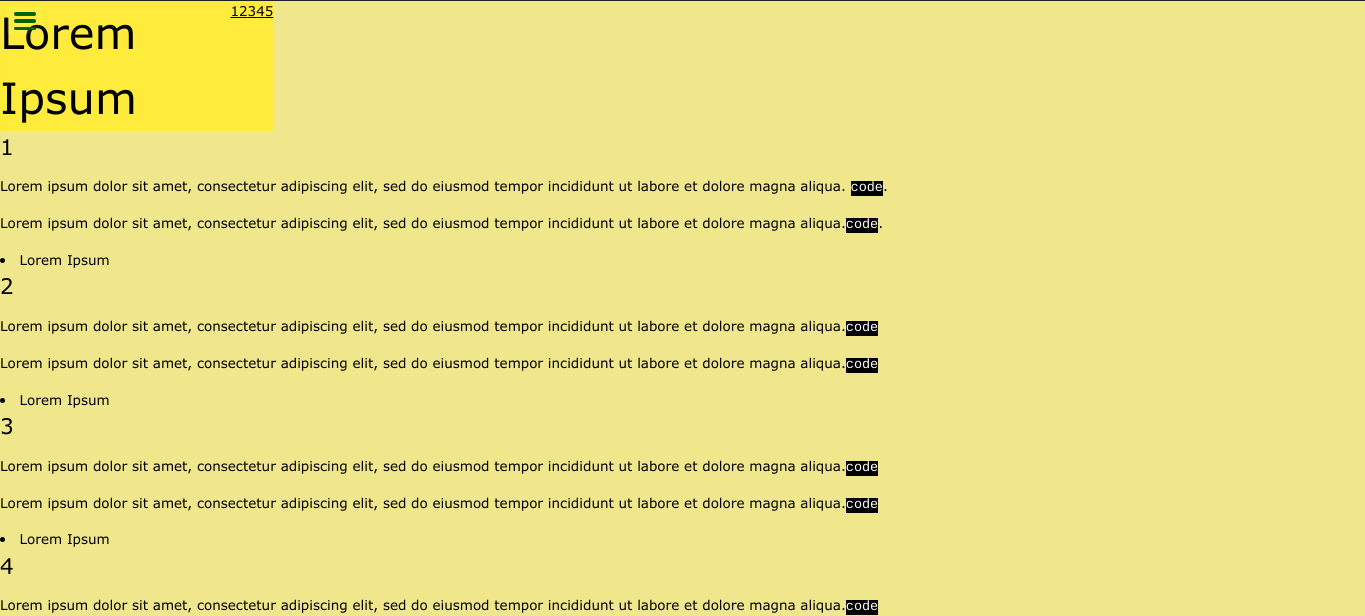 12345
Lorem
Ipsum
1
Lorem ipsum dolor sit amet, consectetur adipiscing elit, sed do eiusmod tempor incididunt ut labore et dolore magna aliqua. code.
Lorem ipsum dolor sit amet, consectetur adipiscing elit, sed do eiusmod tempor incididunt ut labore et dolore magna aliqua.code.
• Lorem Ipsum
2
Lorem ipsum dolor sit amet, consectetur adipiscing elit, sed do eiusmod tempor incididunt ut labore et dolore magna aliqua.code
Lorem ipsum dolor sit amet, consectetur adipiscing elit, sed do eiusmod tempor incididunt ut labore et dolore magna aliqua.code
• Lorem Ipsum
3
Lorem ipsum dolor sit amet, consectetur adipiscing elit, sed do eiusmod tempor incididunt ut labore et dolore magna aliqua.code
Lorem ipsum dolor sit amet, consectetur adipiscing elit, sed do eiusmod tempor incididunt ut labore et dolore magna aliqua.code
• Lorem Ipsum
4
Lorem ipsum dolor sit amet, consectetur adipiscing elit, sed do eiusmod tempor incididunt ut labore et dolore magna aliqua.code